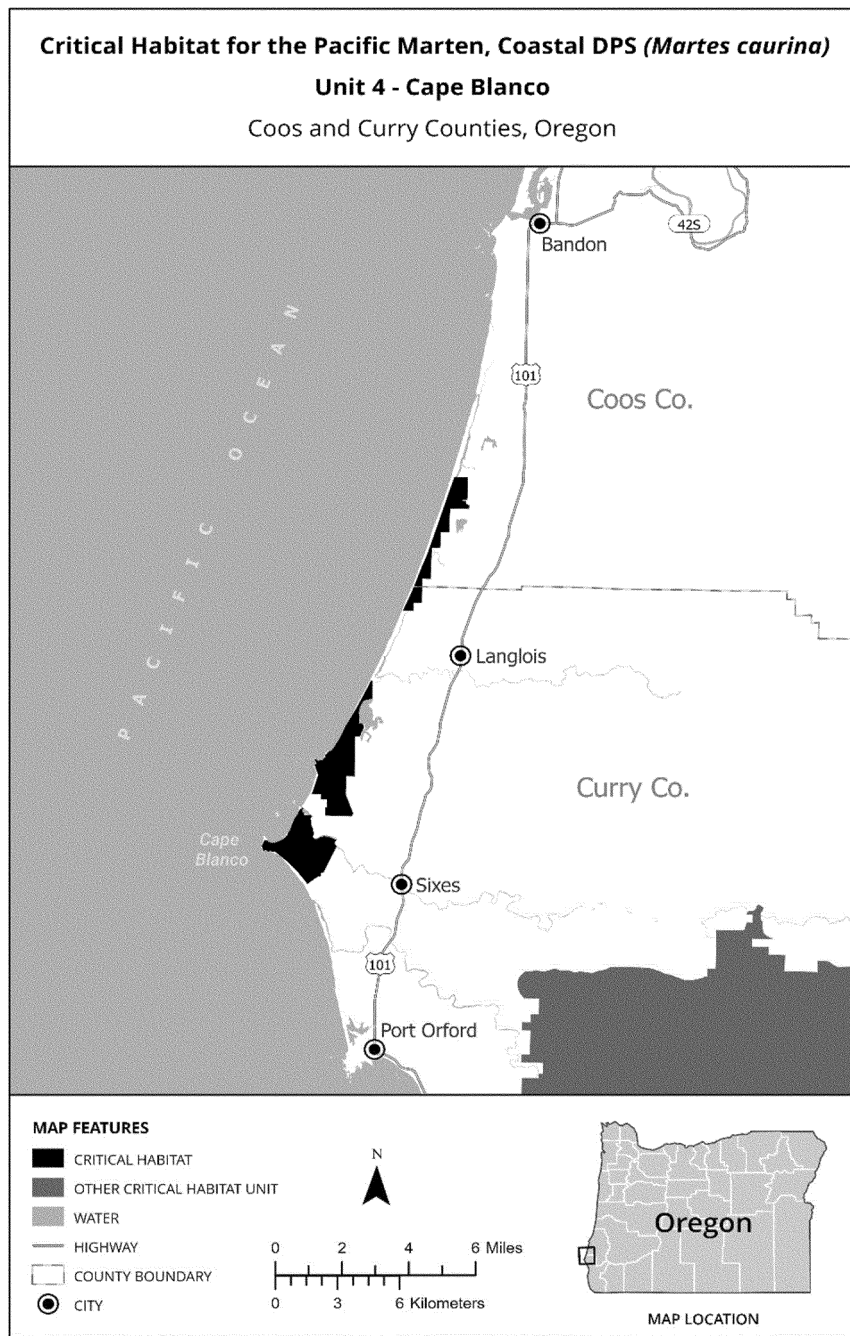 Critical Habitat for the Pacific Marten, Coastal DPS (Martes caurina)
Unit 4 - Cape Blanco
Coos and Curry Counties, Oregon
42S
Bandon
PACIFIC OCEAN
101
Coos Co.
Langlois
Curry Co.
Cape
Blanco
Sixes
101
Port Orford
MAP FEATURES
CRITICAL HABITAT
OTHER CRITICAL HABITAT UNIT
WATER
HIGHWAY
COUNTY BOUNDARY
CITY
N
0 2 4 6 Miles
0 3 6 Kilometers
Oregon
MAP LOCATION